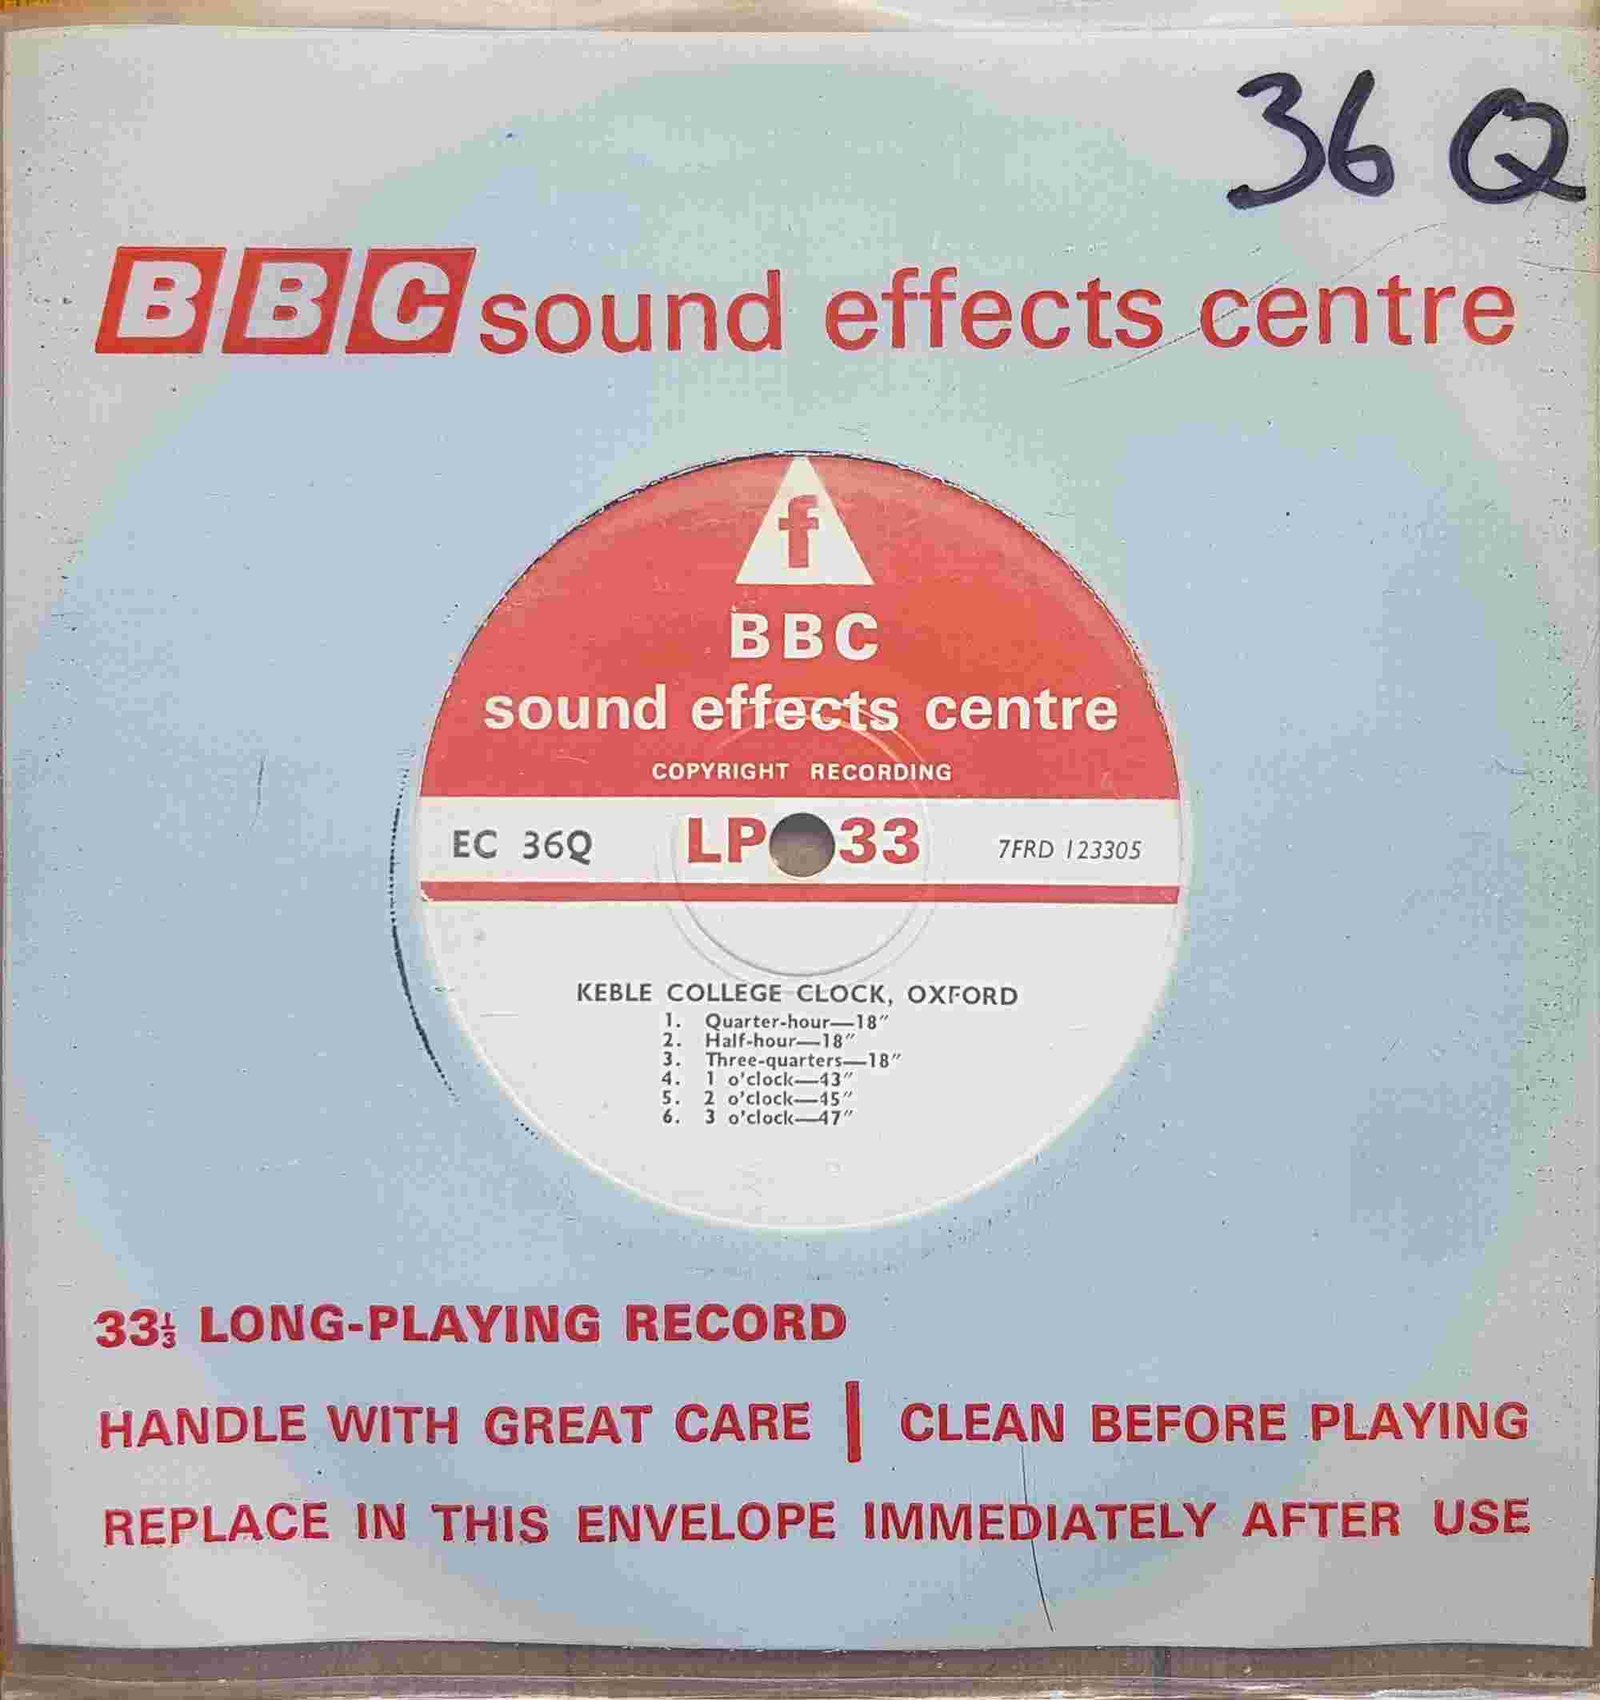 36 Q
BBC sound effects centre
f
BBC
sound effects centre
COPYRIGHT RECORDING
EC 36Q LP 33 7FRD 123305
KEBLE COLLEGE CLOCK, OXFORD
1. Quarter-hour—18″
2. Half-hour—18″
3. Three-quarters—18″
4. 1 o'clock—43″
5. 2 o'clock—45″
6. 3 o'clock—47″
33⅓ LONG-PLAYING RECORD
HANDLE WITH GREAT CARE | CLEAN BEFORE PLAYING
REPLACE IN THIS ENVELOPE IMMEDIATELY AFTER USE